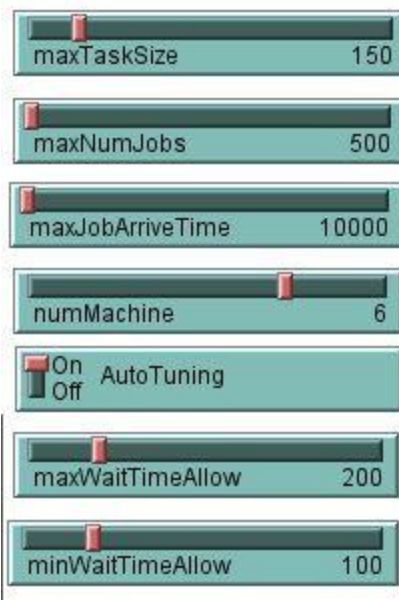 maxTaskSize 150
maxNumJobs 500
maxJobArriveTime 10000
numMachine 6
On
Off
AutoTuning
maxWaitTimeAllow 200
minWaitTimeAllow 100